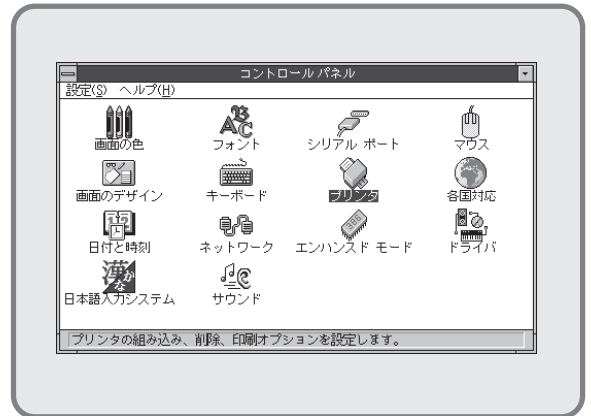 コントロール パネル
設定(S) ヘルプ(H)
画面の色 フォント シリアル ポート マウス
画面のデザイン キーボード プリンタ 各国対応
日付と時刻 ネットワーク エンハンスド モード ドライバ
日本語入力システム サウンド
プリンタの組み込み、削除、印刷オプションを設定します。